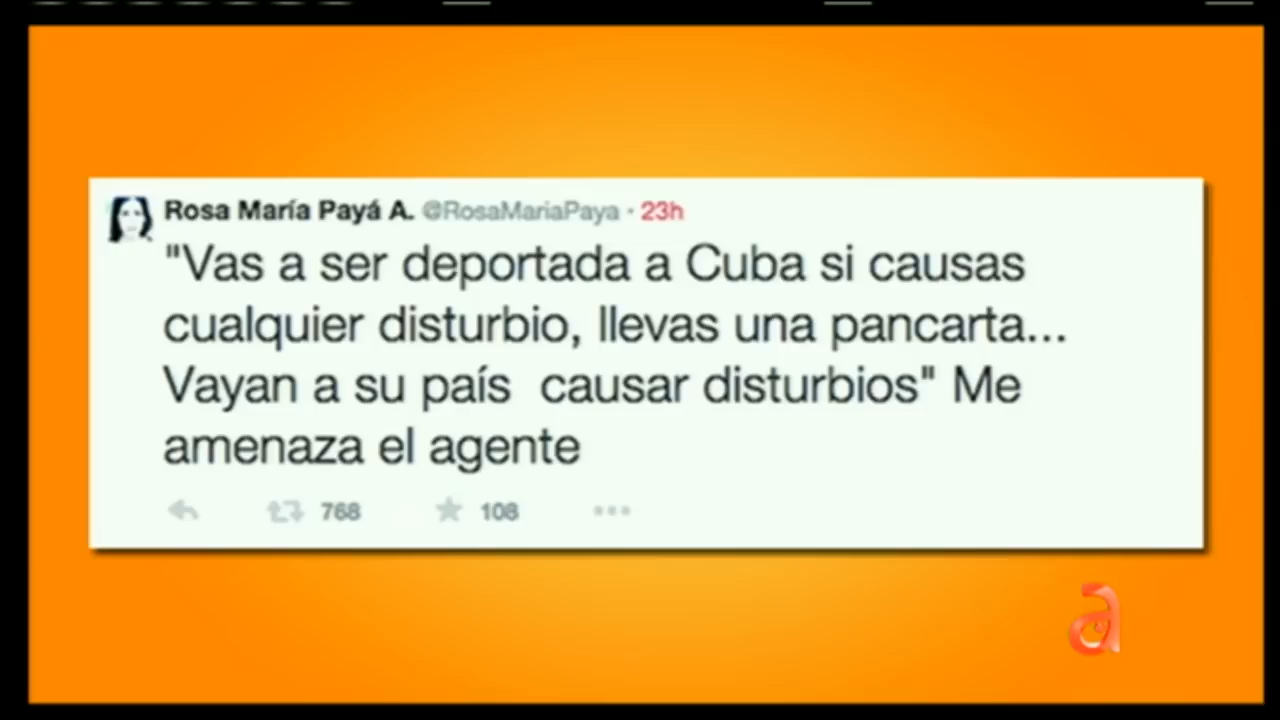 Rosa María Payá A. @RosaMariaPaya · 23h
"Vas a ser deportada a Cuba si causas
cualquier disturbio, llevas una pancarta...
Vayan a su país  causar disturbios" Me
amenaza el agente
768 108
a